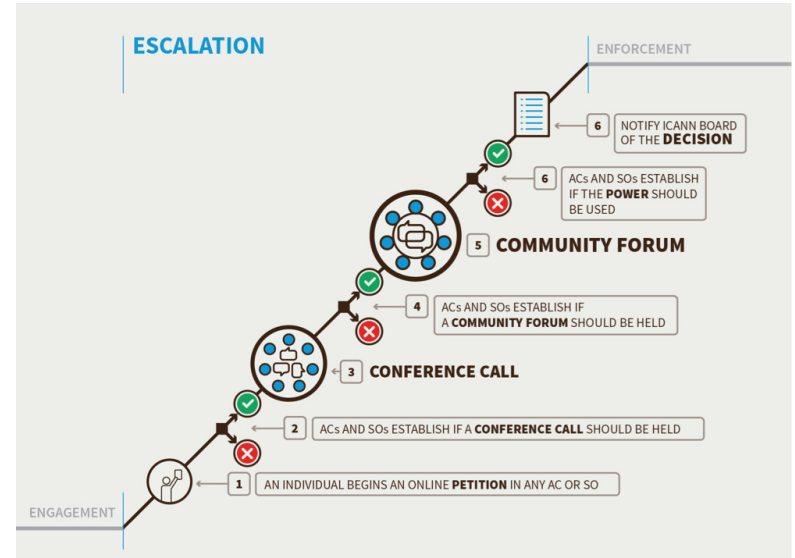 ESCALATION
ENFORCEMENT
6
NOTIFY ICANN BOARD
OF THE DECISION
6
ACs AND SOs ESTABLISH
IF THE POWER SHOULD
BE USED
5
COMMUNITY FORUM
4
ACs AND SOs ESTABLISH IF
A COMMUNITY FORUM SHOULD BE HELD
3
CONFERENCE CALL
2
ACs AND SOs ESTABLISH IF A CONFERENCE CALL SHOULD BE HELD
1
AN INDIVIDUAL BEGINS AN ONLINE PETITION IN ANY AC OR SO
ENGAGEMENT